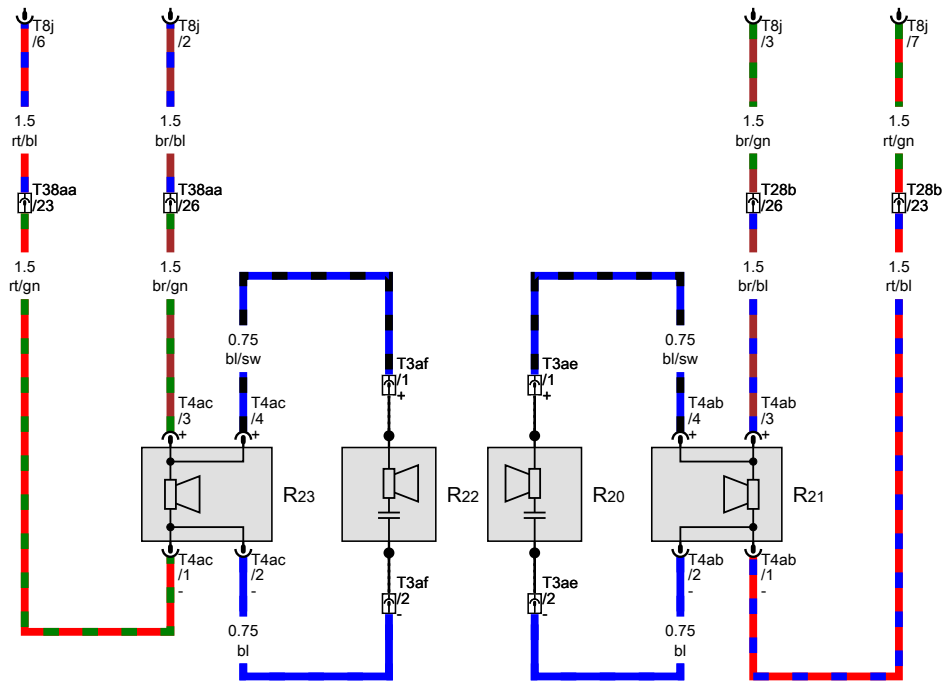 T8j
/6
T8j
/2
T8j
/3
T8j
/7
1.5
rt/bl
1.5
br/bl
1.5
br/gn
1.5
rt/gn
T38aa
/23
T38aa
/26
T28b
/26
T28b
/23
1.5
rt/gn
1.5
br/gn
1.5
br/bl
1.5
rt/bl
0.75
bl/sw
0.75
bl/sw
T3af
/1
+
T3ae
/1
+
T4ac
/3
+
T4ac
/4
+
T4ab
/4
+
T4ab
/3
+
R23
R22
R20
R21
T4ac
/1
-
T4ac
/2
-
T3af
/2
-
T3ae
/2
-
T4ab
/2
-
T4ab
/1
-
0.75
bl
0.75
bl